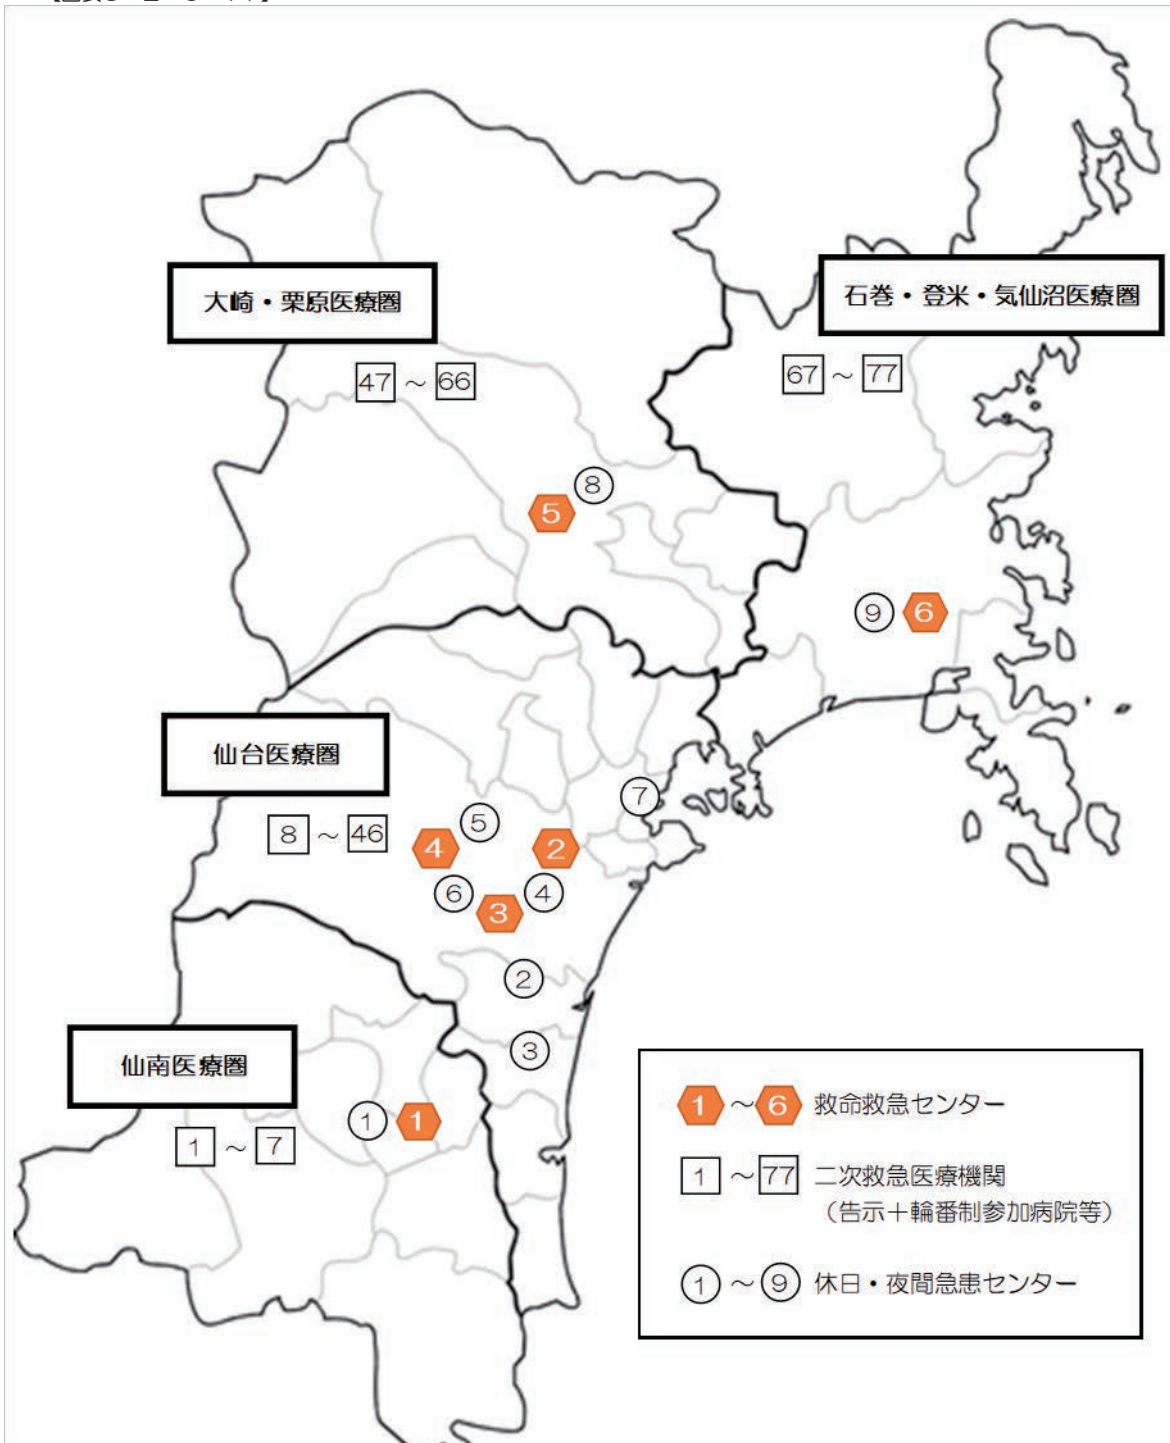 大崎・栗原医療圏
47 ～ 66
石巻・登米・気仙沼医療圏
67 ～ 77
8
5
9 6
仙台医療圏
8 ～ 46
7
5
4 2
6 3 4
2
3
仙南医療圏
1 ～ 7
1 1
1 ～ 6 救命救急センター
1 ～ 77 二次救急医療機関
（告示＋輪番制参加病院等）
① ～ ⑨ 休日・夜間急患センター